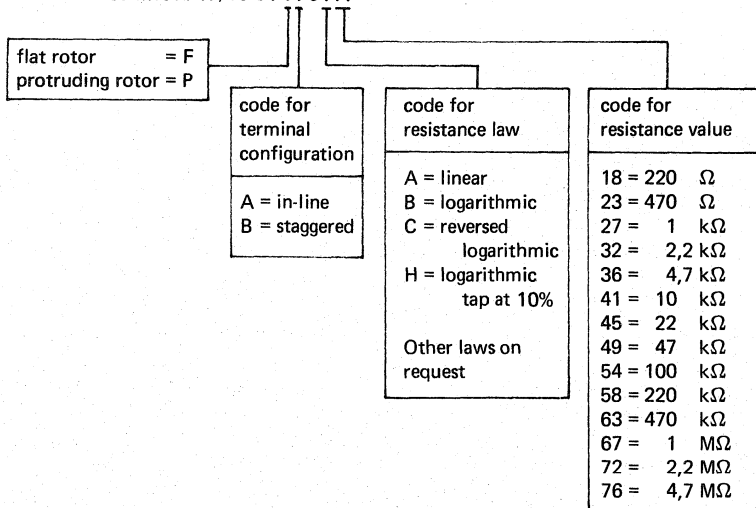 flat rotor = F
protruding rotor = P
code for
terminal
configuration
A = in-line
B = staggered
code for
resistance law
A = linear
B = logarithmic
C = reversed
logarithmic
H = logarithmic
tap at 10%
Other laws on
request
code for
resistance value
18 = 220 Ω
23 = 470 Ω
27 = 1 kΩ
32 = 2,2 kΩ
36 = 4,7 kΩ
41 = 10 kΩ
45 = 22 kΩ
49 = 47 kΩ
54 = 100 kΩ
58 = 220 kΩ
63 = 470 kΩ
67 = 1 MΩ
72 = 2,2 MΩ
76 = 4,7 MΩ